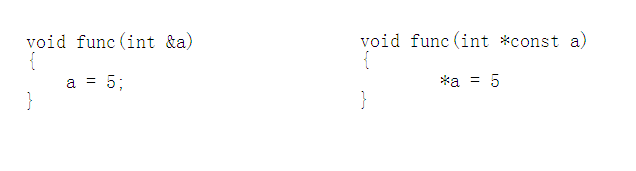 void func(int &a)
{
    a = 5;
}
void func(int *const a)
{
        *a = 5
}